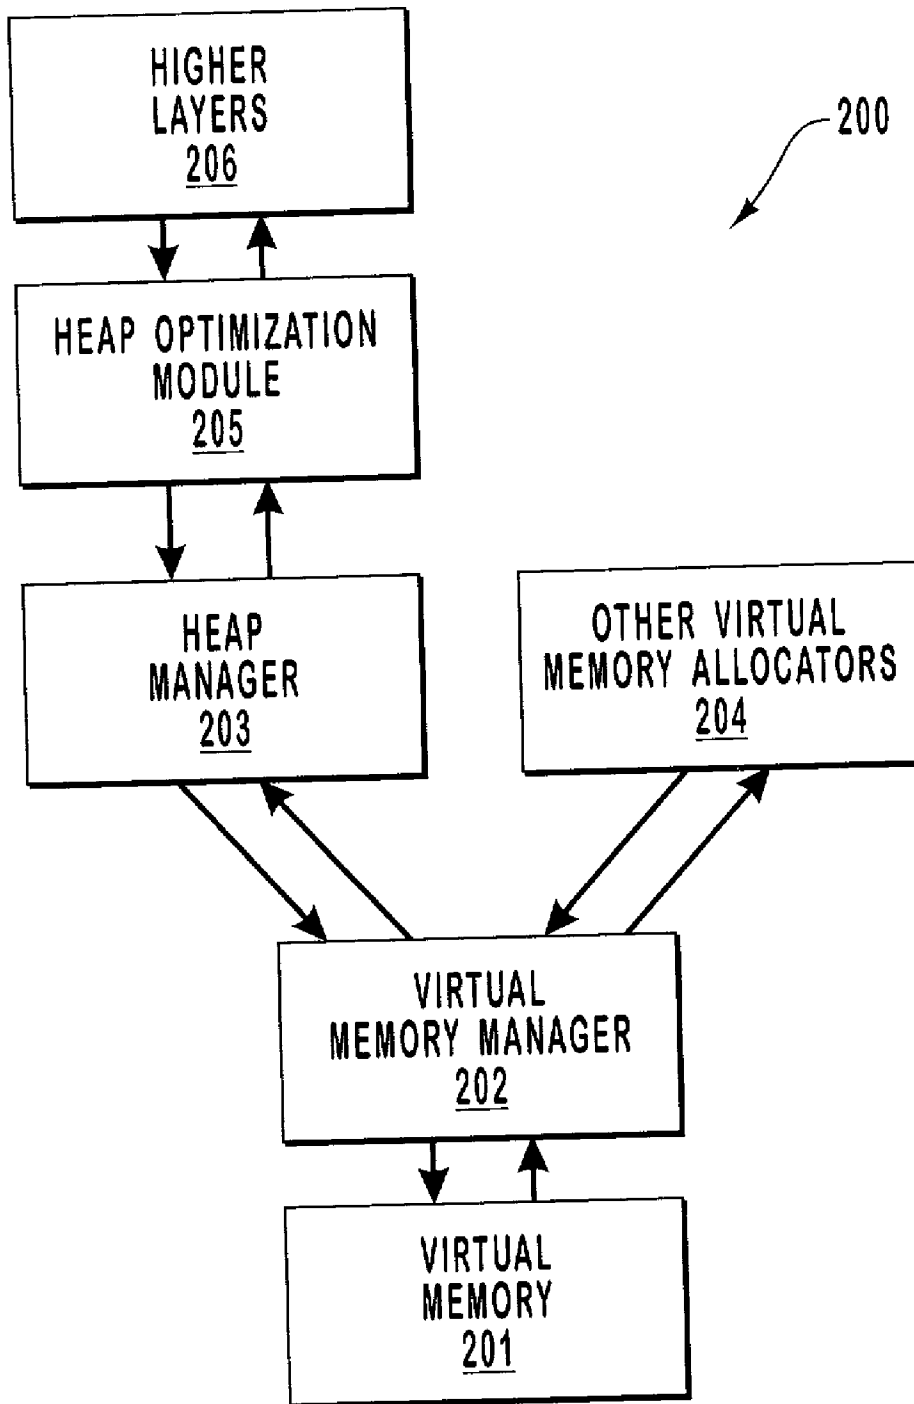 HIGHER
LAYERS
206
200
HEAP OPTIMIZATION
MODULE
205
HEAP
MANAGER
203
OTHER VIRTUAL
MEMORY ALLOCATORS
204
VIRTUAL
MEMORY MANAGER
202
VIRTUAL
MEMORY
201